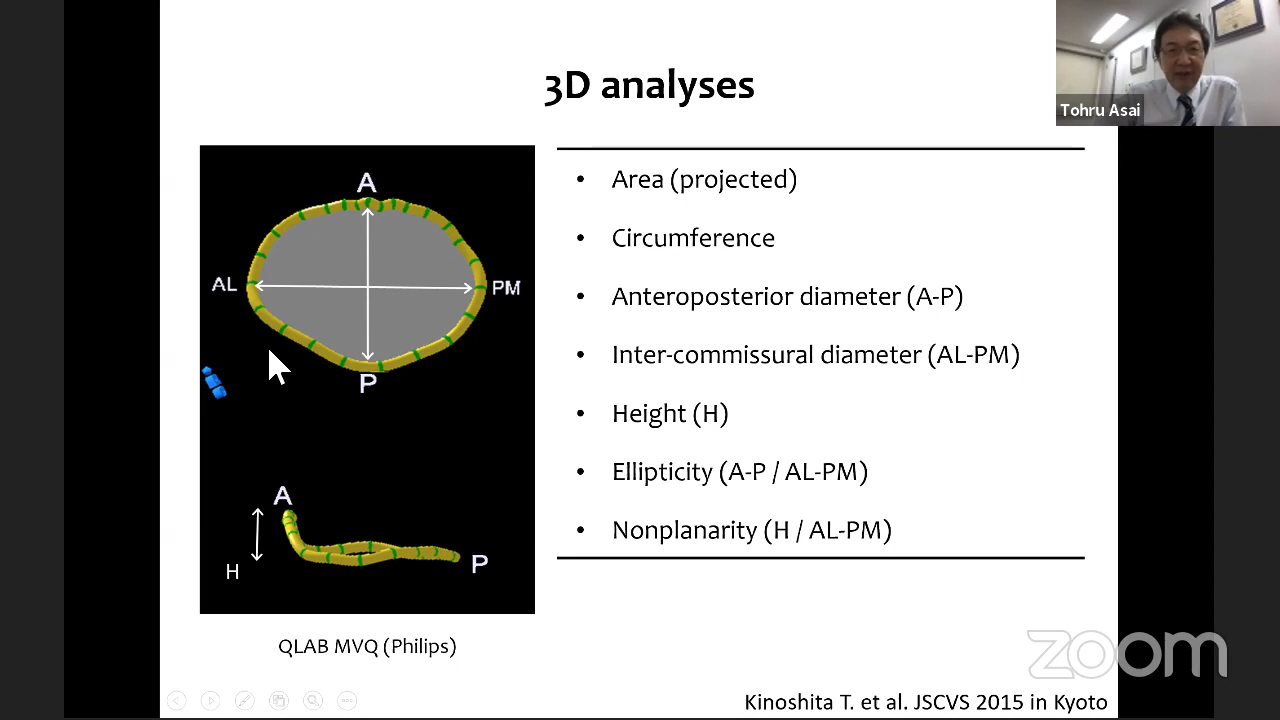 3D analyses
Tohru Asai
A
AL
PM
P
A
H
P
QLAB MVQ (Philips)
• Area (projected)
• Circumference
• Anteroposterior diameter (A-P)
• Inter-commissural diameter (AL-PM)
• Height (H)
• Ellipticity (A-P / AL-PM)
• Nonplanarity (H / AL-PM)
zoom
Kinoshita T. et al. JSCVS 2015 in Kyoto